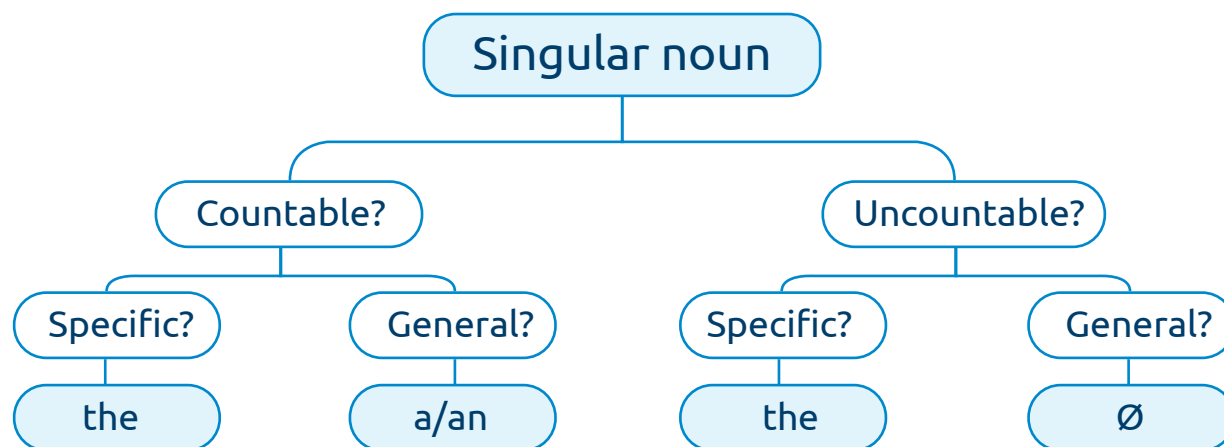 Singular noun
Countable?
Uncountable?
Specific?
General?
Specific?
General?
the
a/an
the
Ø